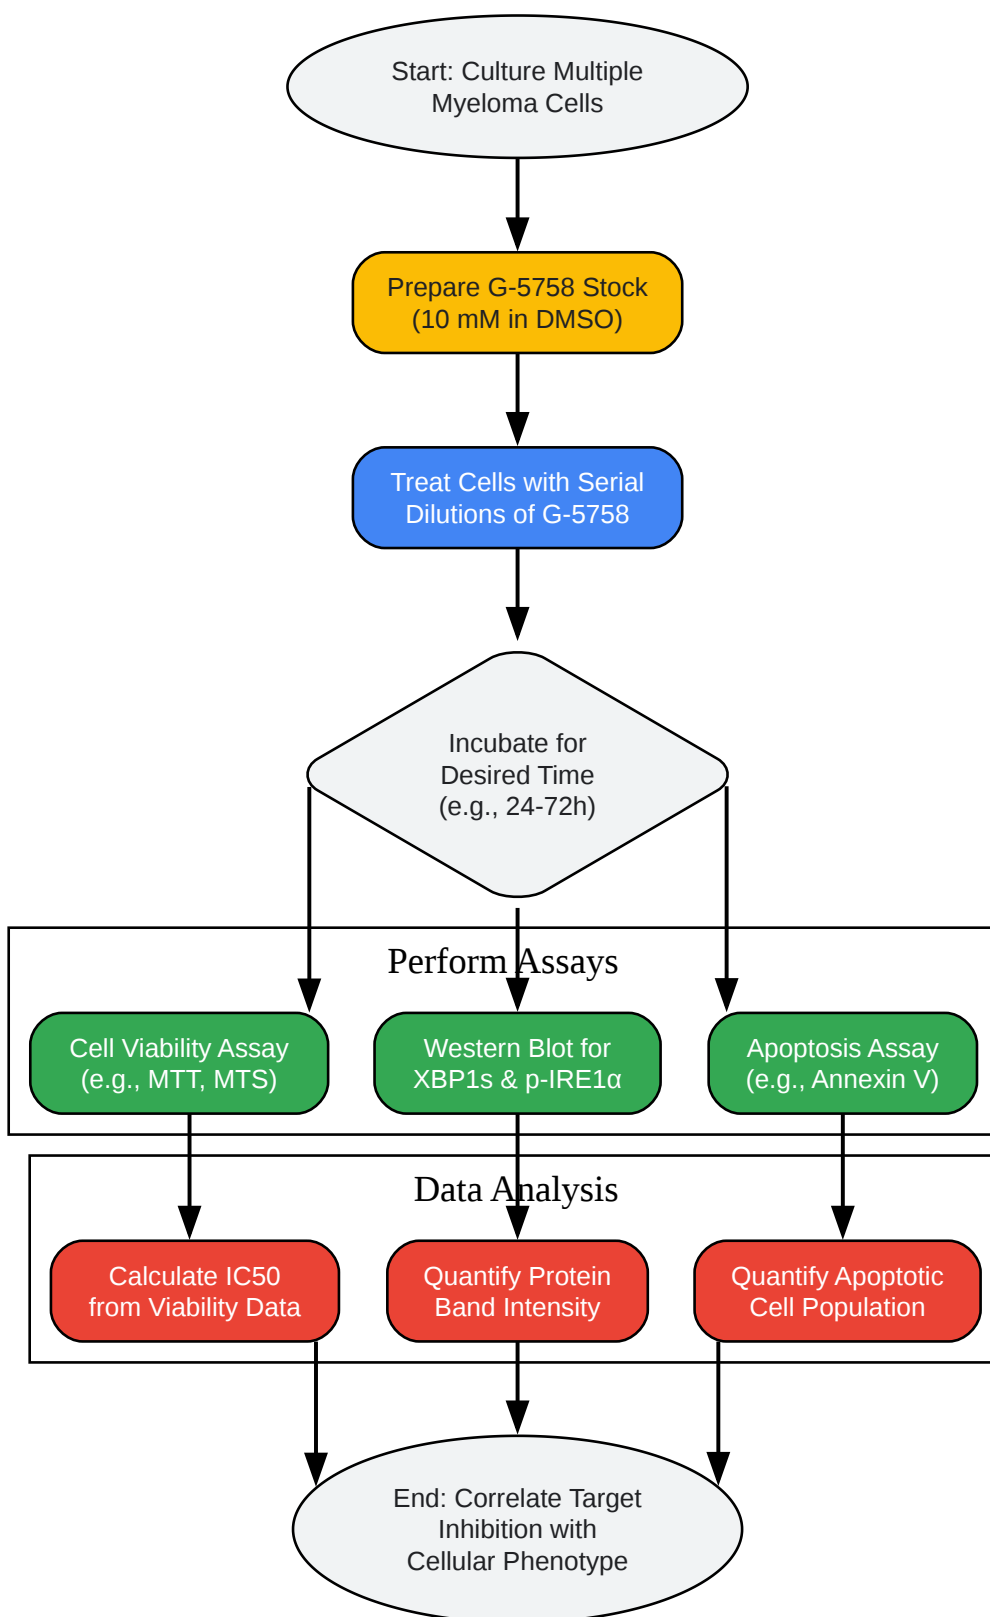 Start: Culture Multiple
Myeloma Cells
Prepare G-5758 Stock
(10 mM in DMSO)
Treat Cells with Serial
Dilutions of G-5758
Incubate for
Desired Time
(e.g., 24-72h)
Perform Assays
Cell Viability Assay
(e.g., MTT, MTS)
Western Blot for
XBP1s & p-IRE1α
Apoptosis Assay
(e.g., Annexin V)
Data Analysis
Calculate IC50
from Viability Data
Quantify Protein
Band Intensity
Quantify Apoptotic
Cell Population
End: Correlate Target
Inhibition with
Cellular Phenotype